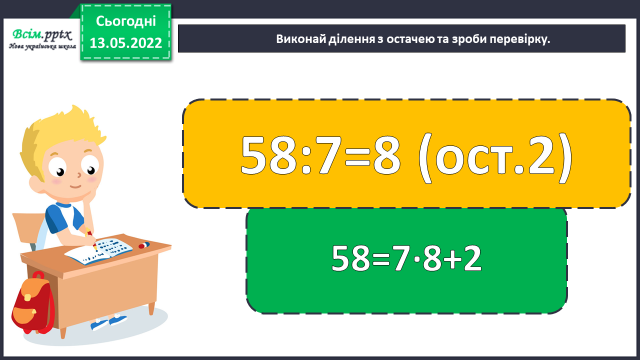 Всім.pptx
Нова українська школа
Сьогодні
13.05.2022
Виконай ділення з остачею та зроби перевірку.
58:7=8 (ост.2)
58=7·8+2